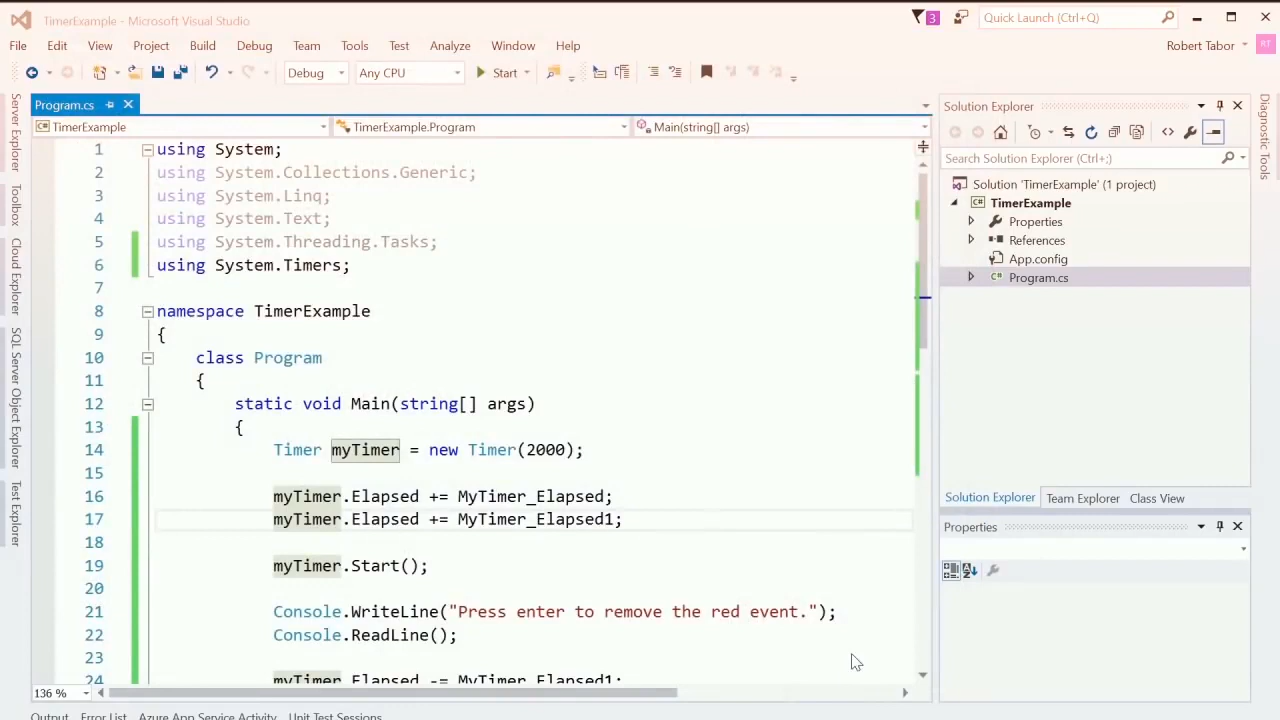 TimerExample - Microsoft Visual Studio
3
Quick Launch (Ctrl+Q)
File Edit View Project Build Debug Team Tools Test Analyze Window Help
Robert Tabor
RT
Debug Any CPU Start
Server Explorer
Toolbox
Cloud Explorer
SQL Server Object Explorer
Test Explorer
Program.cs
TimerExample TimerExample.Program Main(string[] args)
1 using System;
2 using System.Collections.Generic;
3 using System.Linq;
4 using System.Text;
5 using System.Threading.Tasks;
6 using System.Timers;
7
8 namespace TimerExample
9 {
10 class Program
11 {
12 static void Main(string[] args)
13 {
14 Timer myTimer = new Timer(2000);
15
16 myTimer.Elapsed += MyTimer_Elapsed;
17 myTimer.Elapsed += MyTimer_Elapsed1;
18
19 myTimer.Start();
20
21 Console.WriteLine("Press enter to remove the red event.");
22 Console.ReadLine();
23
24 myTimer.Elapsed -= MyTimer_Elapsed1;
136 %
Solution Explorer
Search Solution Explorer (Ctrl+;)
Solution 'TimerExample' (1 project)
TimerExample
Properties
References
App.config
Program.cs
Solution Explorer Team Explorer Class View
Properties
Diagnostic Tools
Output Error List Azure App Service Activity Unit Test Sessions